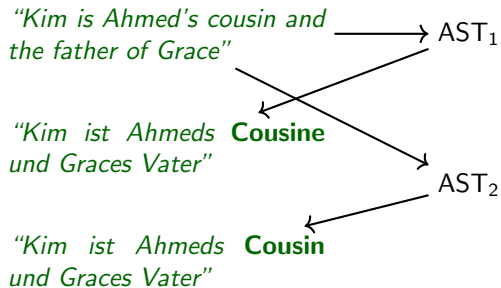 “Kim is Ahmed’s cousin and
the father of Grace”
AST₁
“Kim ist Ahmeds Cousine
und Graces Vater”
AST₂
“Kim ist Ahmeds Cousin
und Graces Vater”